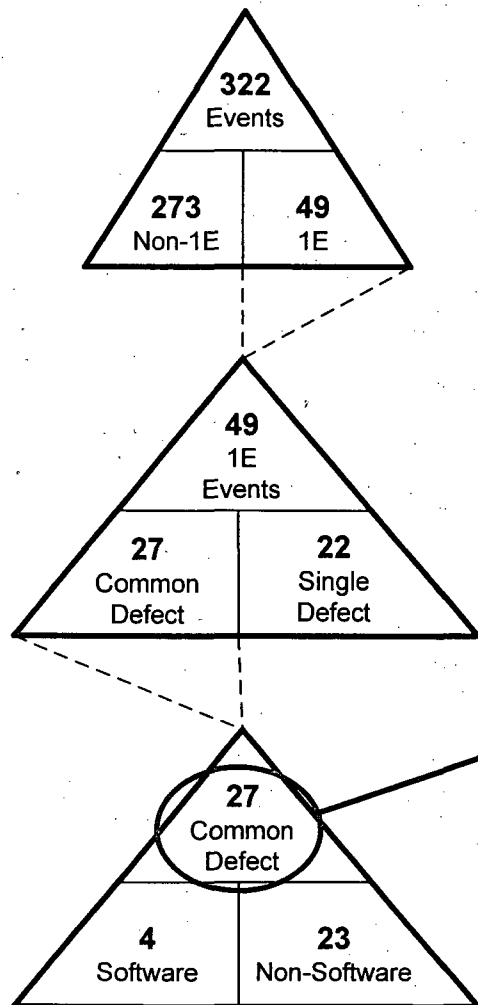 322
Events
273
Non-1E
49
1E
49
1E
Events
27
Common
Defect
22
Single
Defect
27
Common
Defect
4
Software
23
Non-Software